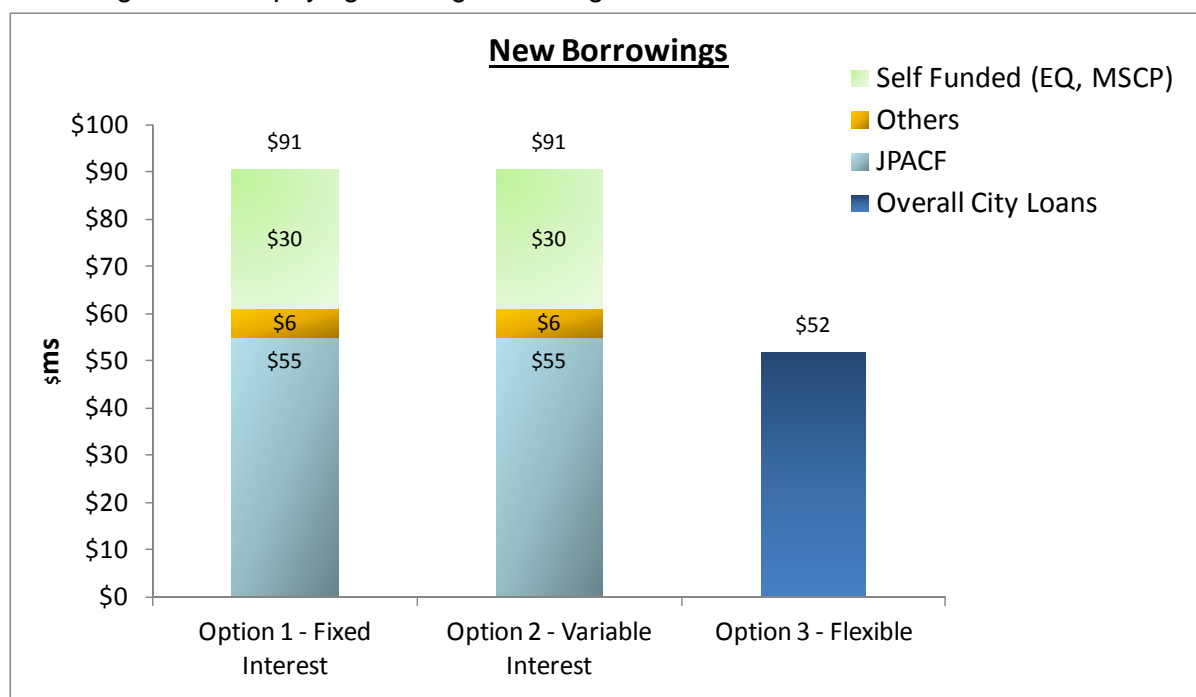 New Borrowings
Self Funded (EQ, MSCP)
Others
JPACF
Overall City Loans
$ms
$100
$90
$80
$70
$60
$50
$40
$30
$20
$10
$0
$91
$30
$6
$55
$91
$30
$6
$55
$52
Option 1 - Fixed
Interest
Option 2 - Variable
Interest
Option 3 - Flexible